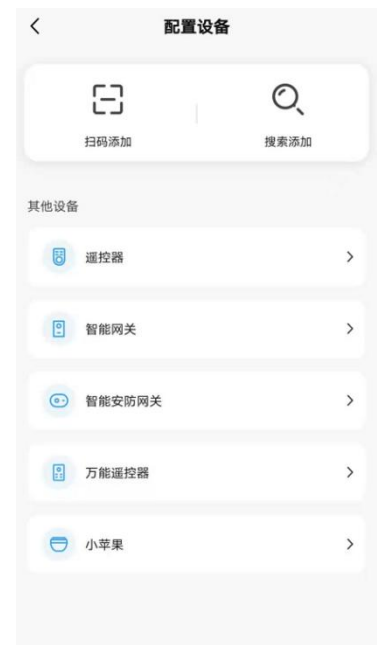 配置设备
扫码添加
搜索添加
其他设备
遥控器
智能网关
智能安防网关
万能遥控器
小苹果